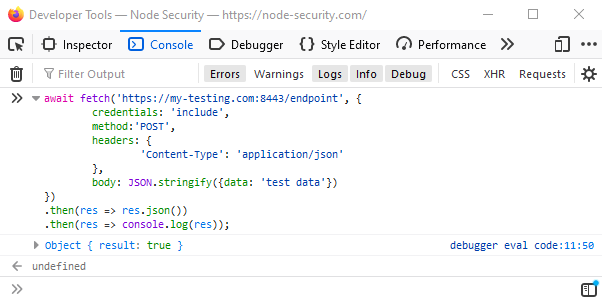 Developer Tools — Node Security — https://node-security.com/
Inspector Console Debugger {} Style Editor Performance
Filter Output Errors Warnings Logs Info Debug CSS XHR Requests
await fetch('https://my-testing.com:8443/endpoint', {
credentials: 'include',
method:'POST',
headers: {
'Content-Type': 'application/json'
},
body: JSON.stringify({data: 'test data'})
})
.then(res => res.json())
.then(res => console.log(res));
Object { result: true } debugger eval code:11:50
undefined